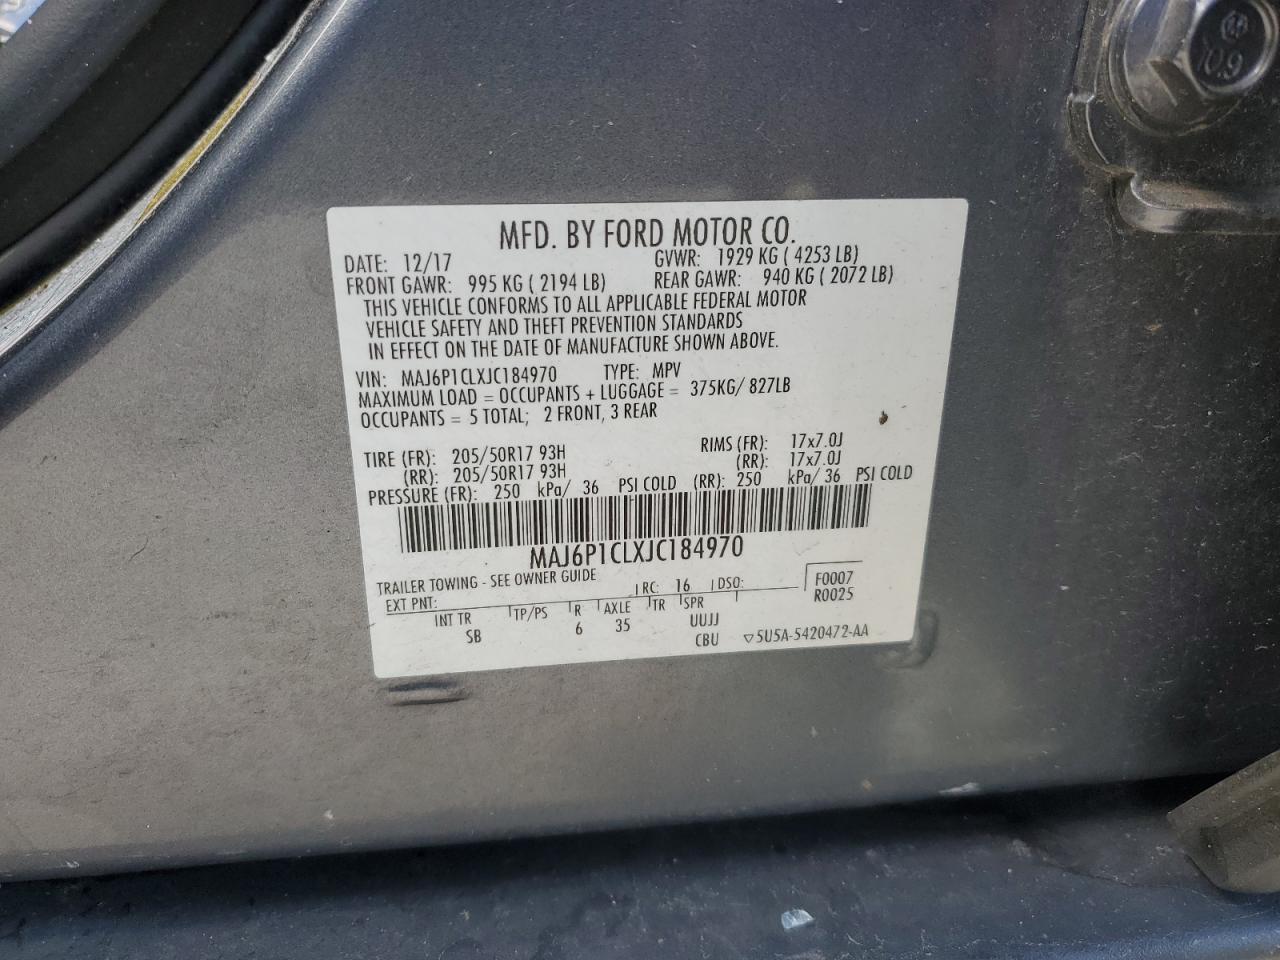 10.9
MFD. BY FORD MOTOR CO.
DATE: 12/17 GVWR: 1929 KG ( 4253 LB)
FRONT GAWR: 995 KG ( 2194 LB) REAR GAWR: 940 KG ( 2072 LB)
THIS VEHICLE CONFORMS TO ALL APPLICABLE FEDERAL MOTOR
VEHICLE SAFETY AND THEFT PREVENTION STANDARDS
IN EFFECT ON THE DATE OF MANUFACTURE SHOWN ABOVE.
VIN: MAJ6P1CLXJC184970 TYPE: MPV
MAXIMUM LOAD = OCCUPANTS + LUGGAGE = 375KG/ 827LB
OCCUPANTS = 5 TOTAL; 2 FRONT, 3 REAR
TIRE (FR): 205/50R17 93H RIMS (FR): 17x7.0J
(RR): 205/50R17 93H (RR): 17x7.0J
PRESSURE (FR): 250 kPa/ 36 PSI COLD (RR): 250 kPa/ 36 PSI COLD
MAJ6P1CLXJC184970
TRAILER TOWING - SEE OWNER GUIDE
EXT PNT: RC: 16 DSO: F0007
R0025
INT TR TP/PS R AXLE TR SPR
SB 6 35 UUJJ
CBU ▽5U5A-5420472-AA